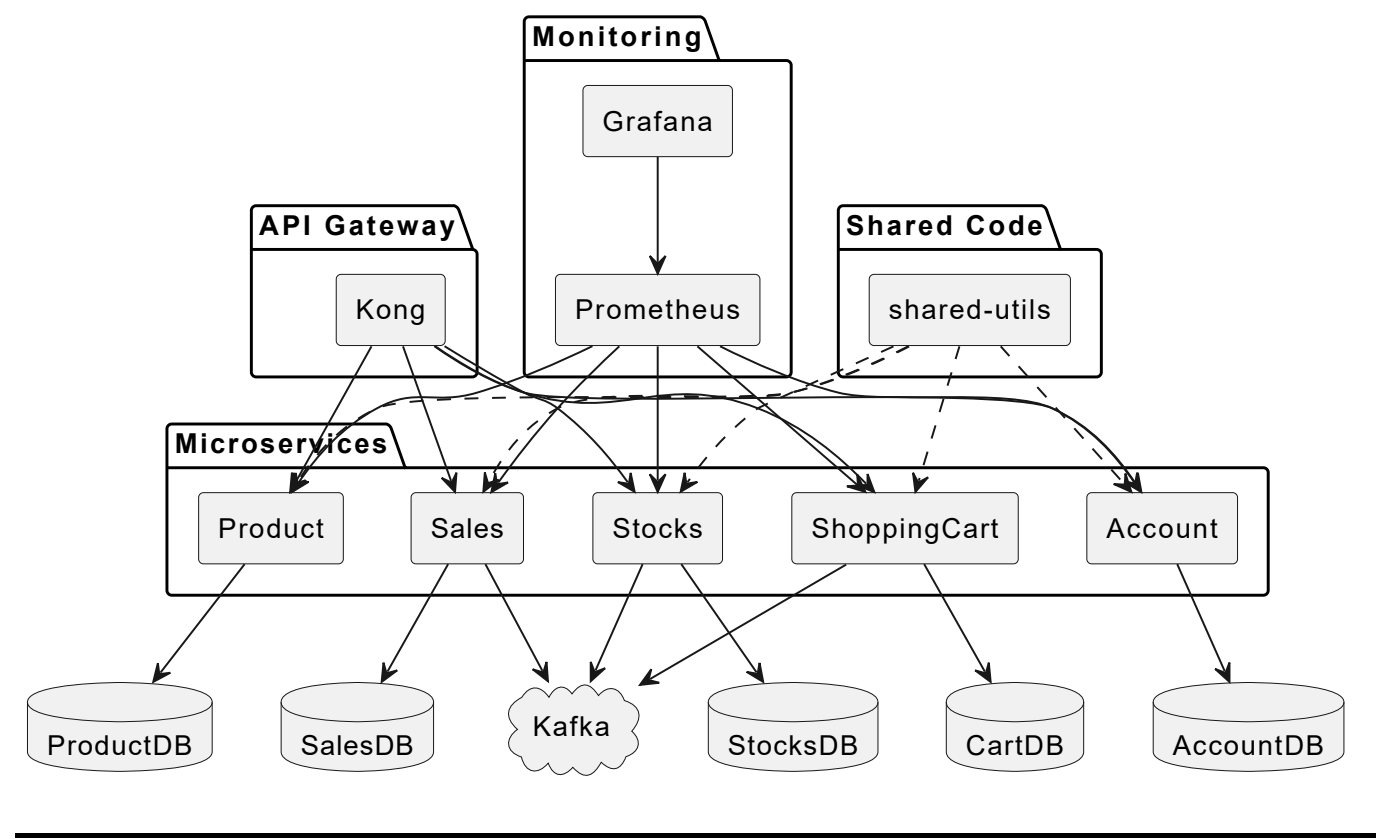 Monitoring
Grafana
API Gateway
Shared Code
Kong
Prometheus
shared-utils
Microservices
Product
Sales
Stocks
ShoppingCart
Account
ProductDB
SalesDB
Kafka
StocksDB
CartDB
AccountDB